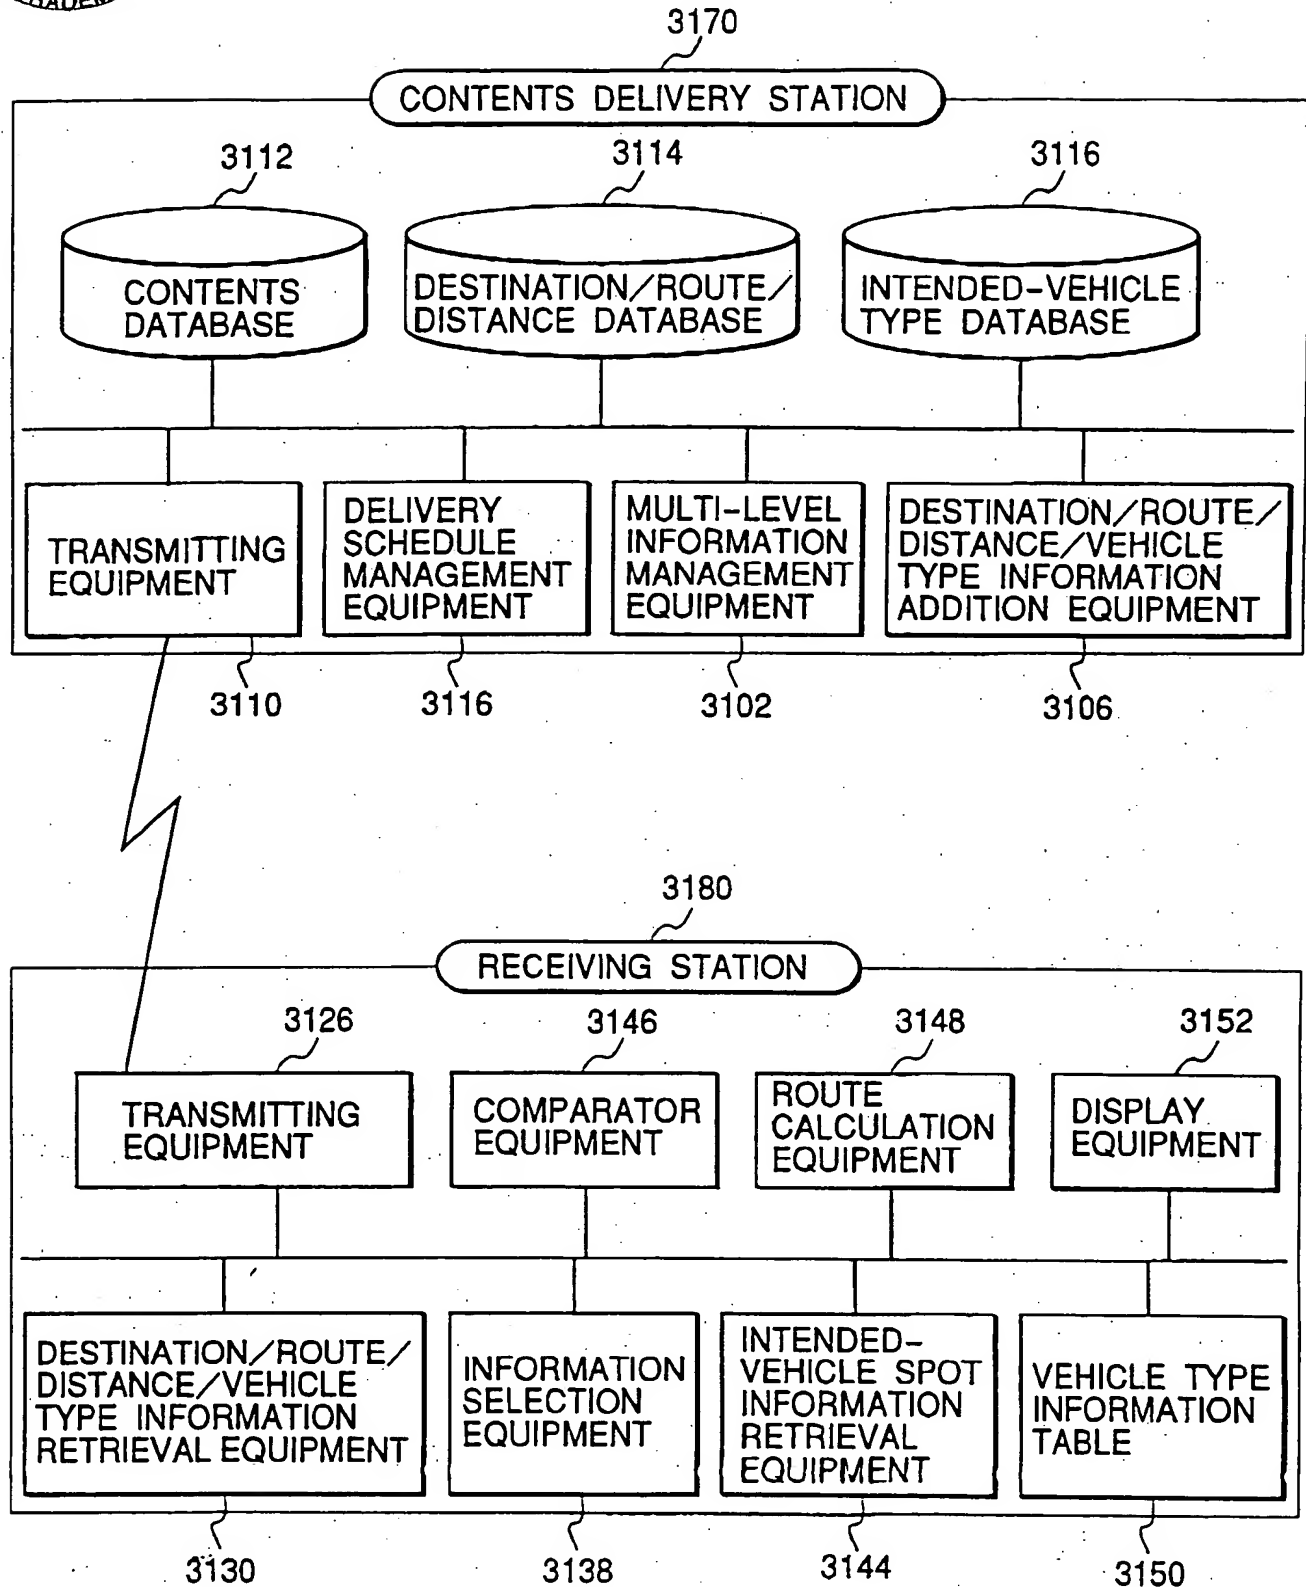 3170
CONTENTS DELIVERY STATION
3112
3114
3116
CONTENTS
DATABASE
DESTINATION/ROUTE/
DISTANCE DATABASE
INTENDED-VEHICLE
TYPE DATABASE
TRANSMITTING
EQUIPMENT
DELIVERY
SCHEDULE
MANAGEMENT
EQUIPMENT
MULTI-LEVEL
INFORMATION
MANAGEMENT
EQUIPMENT
DESTINATION/ROUTE/
DISTANCE/VEHICLE
TYPE INFORMATION
ADDITION EQUIPMENT
3110
3116
3102
3106
3180
RECEIVING STATION
3126
3146
3148
3152
TRANSMITTING
EQUIPMENT
COMPARATOR
EQUIPMENT
ROUTE
CALCULATION
EQUIPMENT
DISPLAY
EQUIPMENT
DESTINATION/ROUTE/
DISTANCE/VEHICLE
TYPE INFORMATION
RETRIEVAL EQUIPMENT
INFORMATION
SELECTION
EQUIPMENT
INTENDED-
VEHICLE SPOT
INFORMATION
RETRIEVAL
EQUIPMENT
VEHICLE TYPE
INFORMATION
TABLE
3130
3138
3144
3150